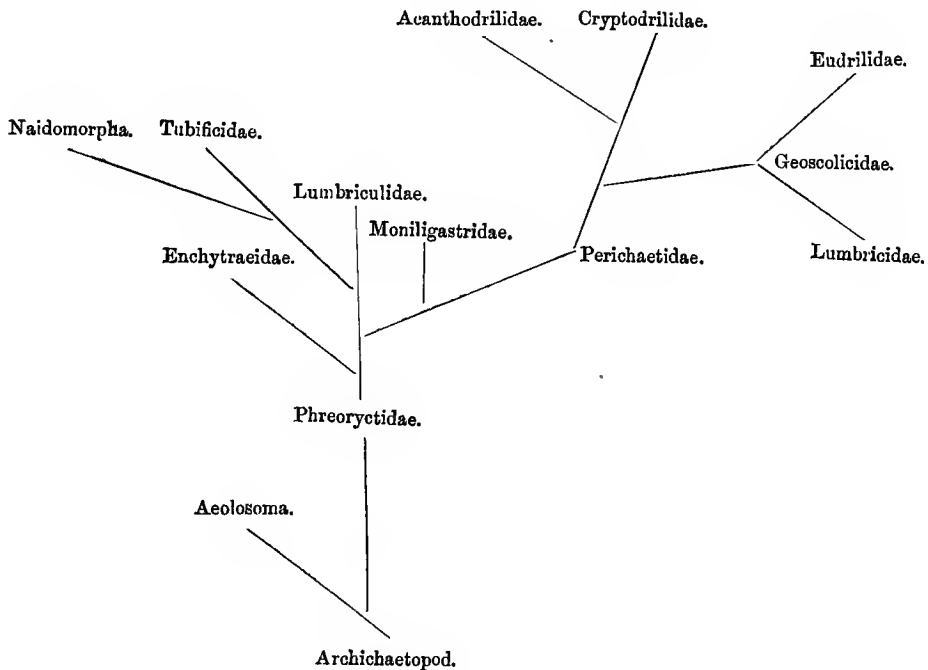 Acanthodrilidae. Cryptodrilidae.
Eudrilidae.
Naidomorpha. Tubificidae.
Geoscolicidae.
Lumbriculidae.
Moniligastridae.
Enchytraeidae. Perichaetidae. Lumbricidae.
Phreoryctidae.
Aeolosoma.
Archichaetopod.